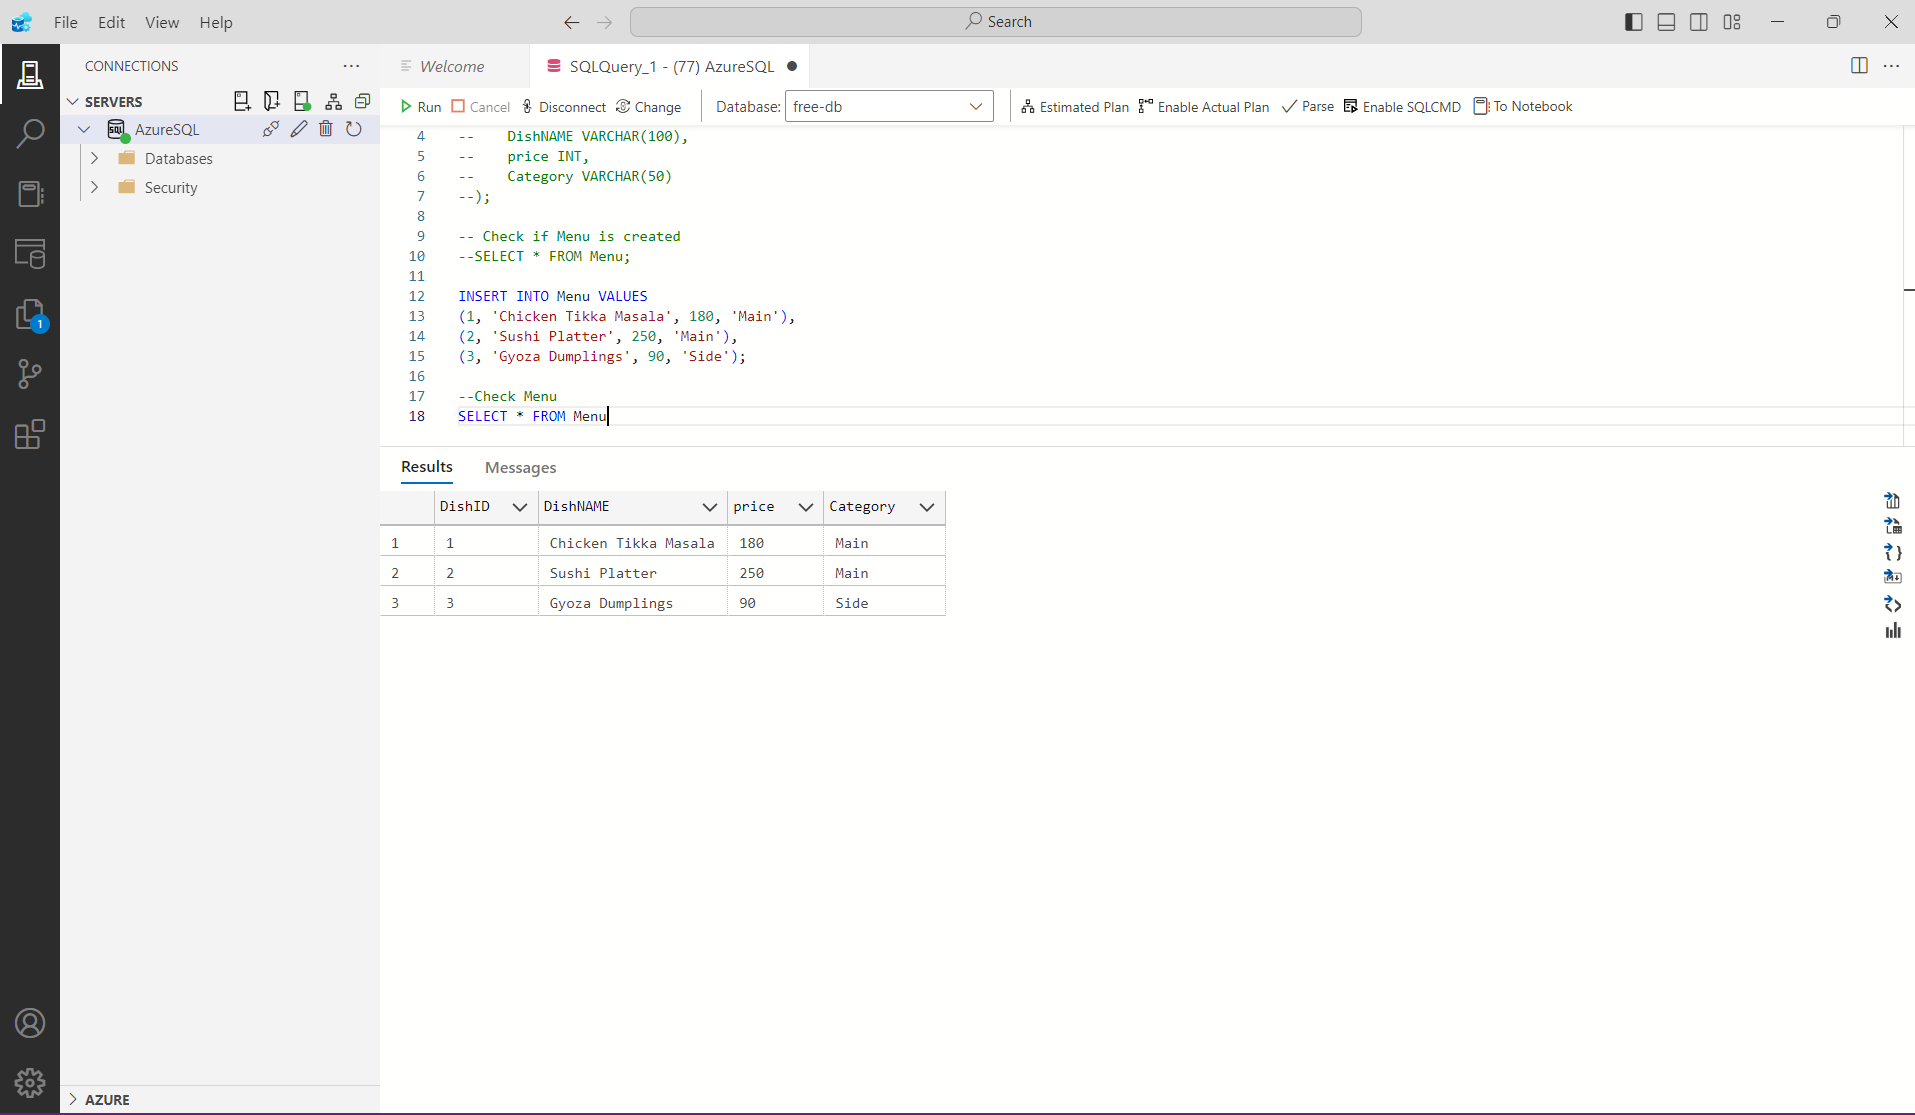 File Edit View Help
Search
CONNECTIONS
Welcome
SQLQuery_1 - (77) AzureSQL
SERVERS
AzureSQL
Databases
Security
Run Cancel Disconnect Change Database: free-db Estimated Plan Enable Actual Plan Parse Enable SQLCMD To Notebook
4 -- DishNAME VARCHAR(100),
5 -- price INT,
6 -- Category VARCHAR(50)
7 --);
8
9 -- Check if Menu is created
10 --SELECT * FROM Menu;
11
12 INSERT INTO Menu VALUES
13 (1, 'Chicken Tikka Masala', 180, 'Main'),
14 (2, 'Sushi Platter', 250, 'Main'),
15 (3, 'Gyoza Dumplings', 90, 'Side');
16
17 --Check Menu
18 SELECT * FROM Menu
1
Results Messages
DishID DishNAME price Category
1 1 Chicken Tikka Masala 180 Main
2 2 Sushi Platter 250 Main
3 3 Gyoza Dumplings 90 Side
AZURE